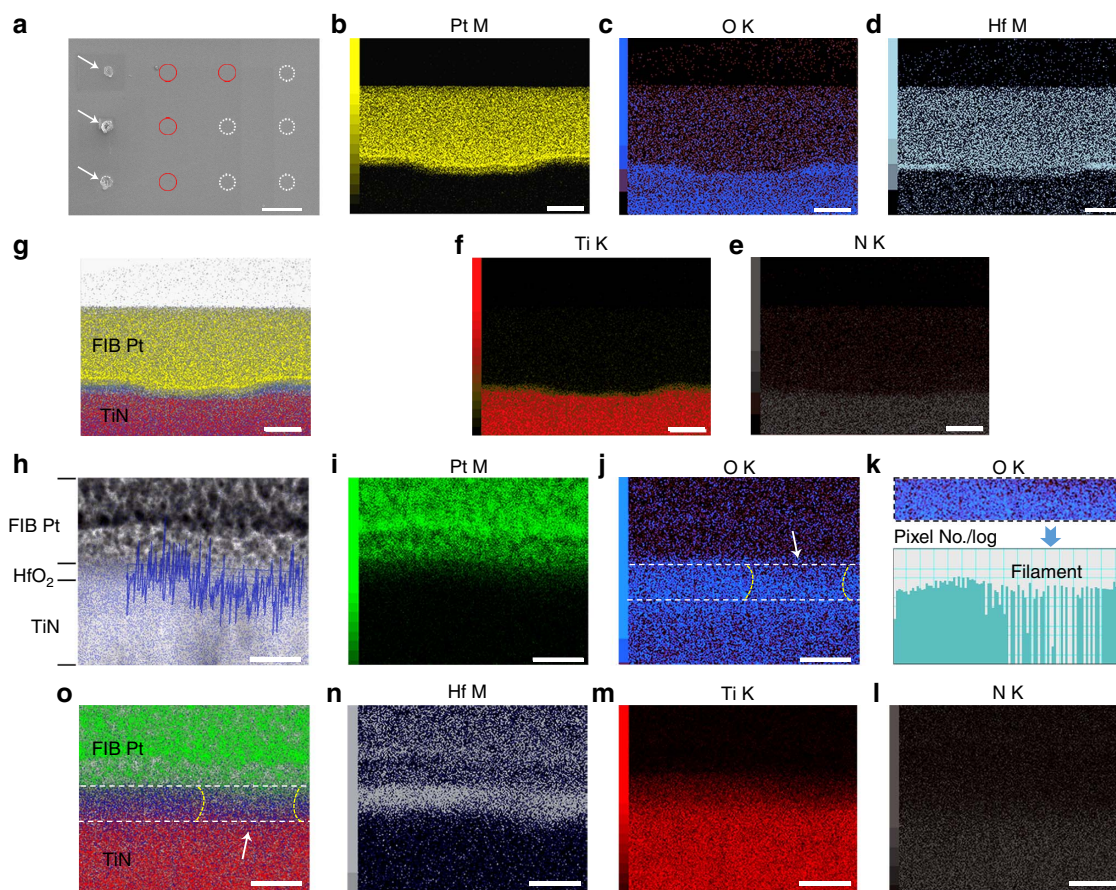 a
b Pt M
c O K
d Hf M
g
FIB Pt
TiN
f Ti K
e N K
h
FIB Pt
HfO₂
TiN
i Pt M
j O K
k O K
Pixel No./log
Filament
o
FIB Pt
TiN
n Hf M
m Ti K
l N K